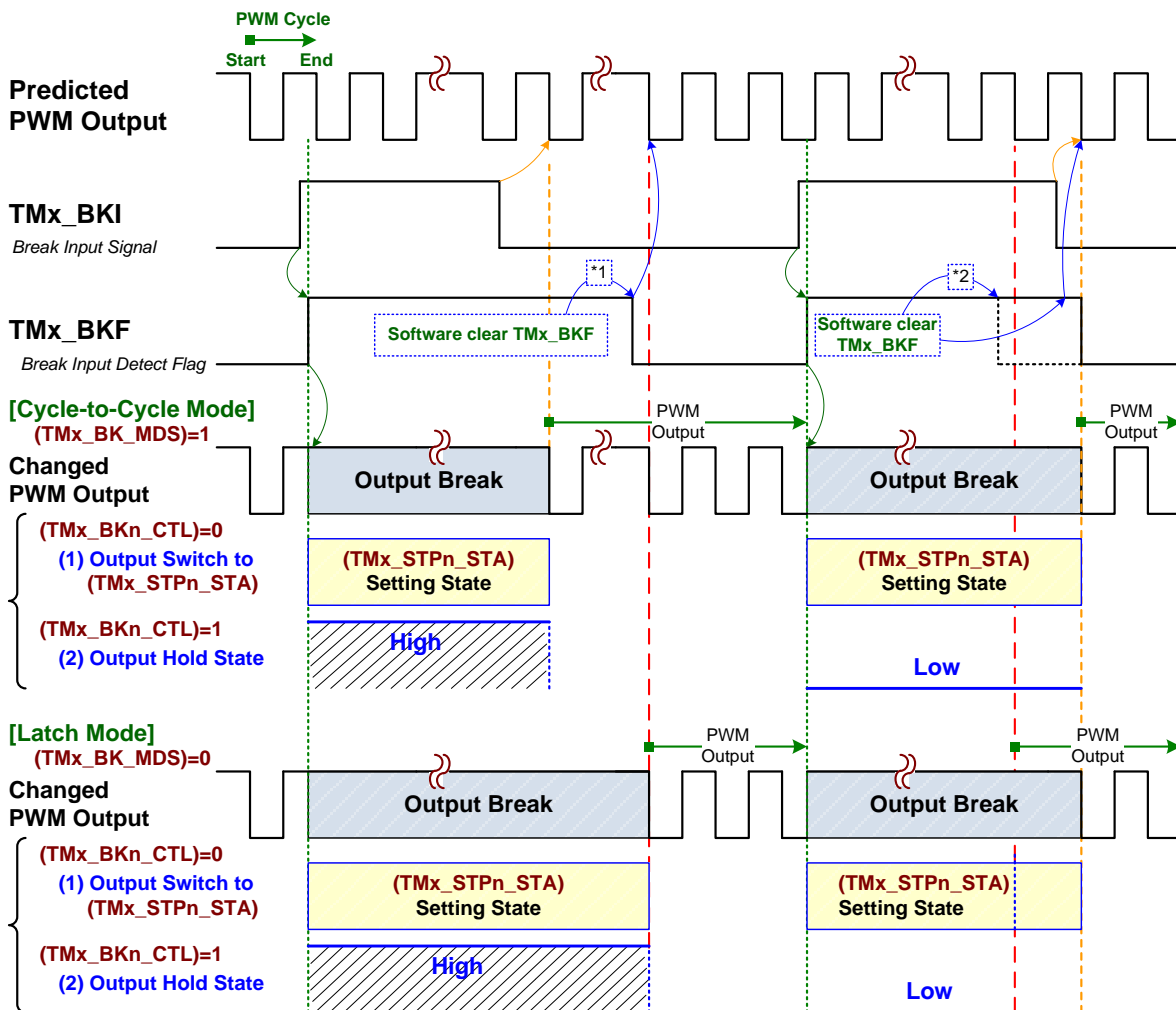 PWM Cycle
Start End
Predicted
PWM Output
TMx_BKI
Break Input Signal
*1
*2
TMx_BKF
Break Input Detect Flag
Software clear TMx_BKF
Software clear
TMx_BKF
[Cycle-to-Cycle Mode]
(TMx_BK_MDS)=1
PWM
Output
PWM
Output
Changed
PWM Output
Output Break
Output Break
(TMx_BKn_CTL)=0
(1) Output Switch to
(TMx_STPn_STA)
(TMx_STPn_STA)
Setting State
(TMx_STPn_STA)
Setting State
(TMx_BKn_CTL)=1
(2) Output Hold State
High
Low
[Latch Mode]
(TMx_BK_MDS)=0
PWM
Output
PWM
Output
Changed
PWM Output
Output Break
Output Break
(TMx_BKn_CTL)=0
(1) Output Switch to
(TMx_STPn_STA)
(TMx_STPn_STA)
Setting State
(TMx_STPn_STA)
Setting State
(TMx_BKn_CTL)=1
(2) Output Hold State
High
Low